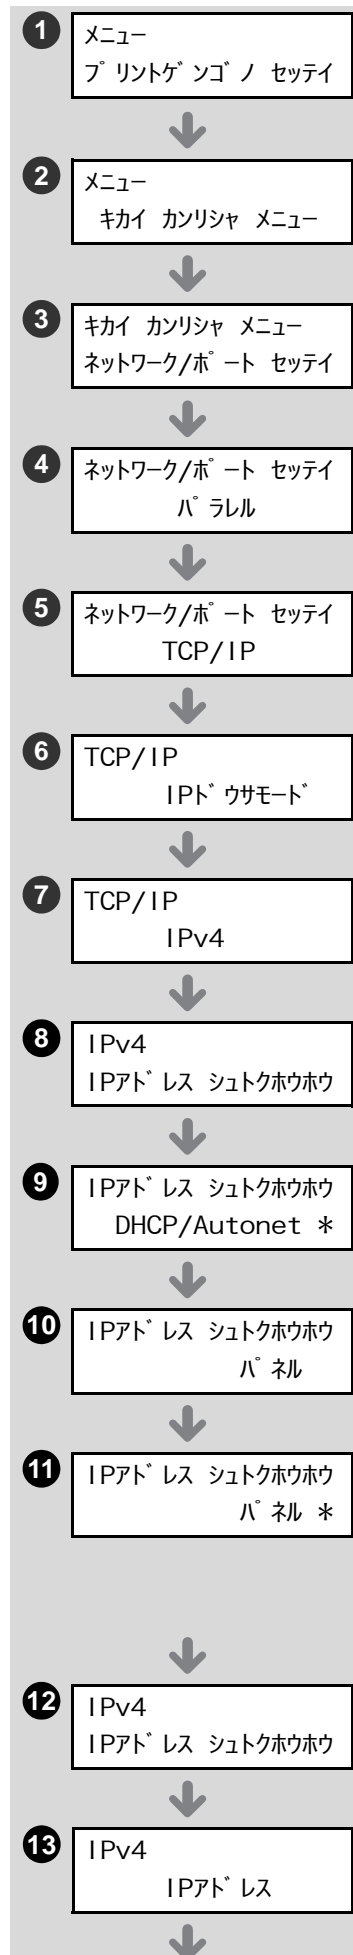 1
メニュー
プリントゲンゴノ セッテイ
2
メニュー
キカイ カンリシャ メニュー
3
キカイ カンリシャ メニュー
ネットワーク/ポート セッテイ
4
ネットワーク/ポート セッテイ
パラレル
5
ネットワーク/ポート セッテイ
TCP/IP
6
TCP/IP
IPドウサモード
7
TCP/IP
IPv4
8
IPv4
IPアドレス シュトクホウホウ
9
IPアドレス シュトクホウホウ
DHCP/Autonet *
10
IPアドレス シュトクホウホウ
パネル
11
IPアドレス シュトクホウホウ
パネル *
12
IPv4
IPアドレス シュトクホウホウ
13
IPv4
IPアドレス